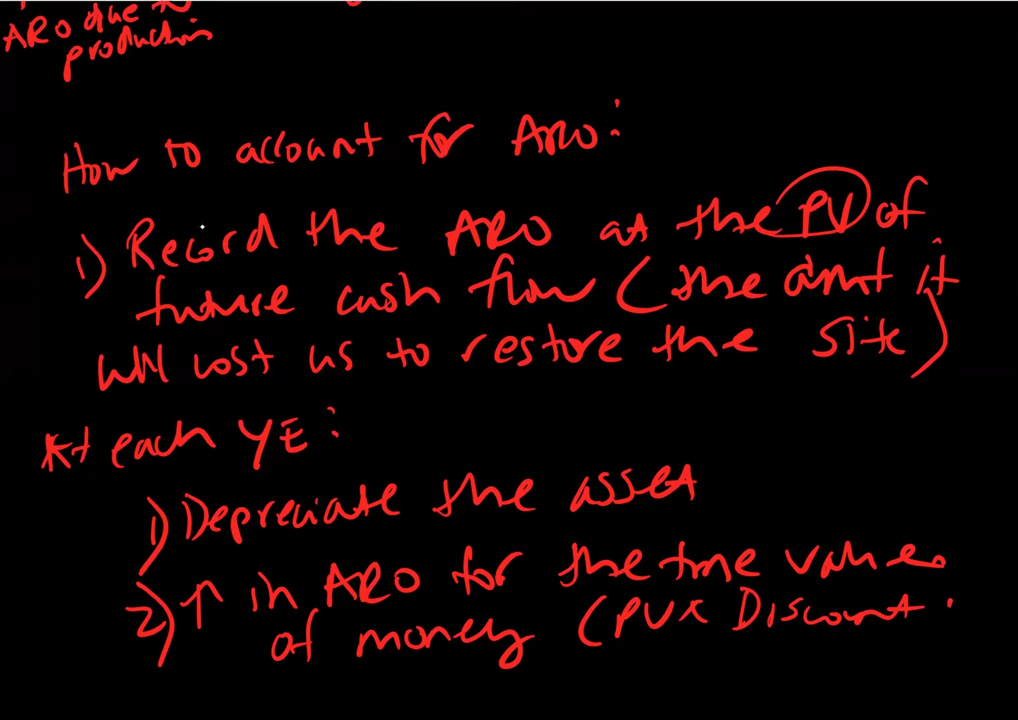 ARO due to
production
How to account for ARO:
1) Record the ARO at the PV of
future cash flow (the amt it
will cost us to restore the site)
At each YE:
1) Depreciate the asset
2) ↑ in ARO for the time value
of money (PV x Discount